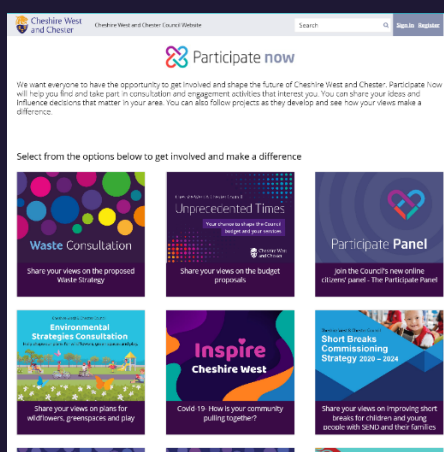 Cheshire West
and Chester
Cheshire West and Chester Council Website
Search
Sign In Register
Participate now
We want everyone to have the opportunity to get involved and shape the future of Cheshire West and Chester. Participate Now
will help you find and take part in consultation and engagement activities that interest you. You can share your ideas and
influence decisions that matter in your area. You can also follow projects as they develop and see how your views make a
difference.
Select from the options below to get involved and make a difference
Waste Consultation
Share your views on the proposed
Waste Strategy
Unprecedented Times
Your chance to shape the Council
budget and your services
Cheshire West
and Chester
Share your views on the budget
proposals
Participate Panel
Join the Council's new online
citizens' panel - The Participate Panel
Environmental
Strategies Consultation
Share your views on plans for
wildflowers, greenspaces and play
Inspire
Cheshire West
Covid-19- How is your community
pulling together?
Cheshire West & Chester Council
Short Breaks
Commissioning
Strategy 2020 – 2024
Share your views on improving short
breaks for children and young
people with SEND and their families